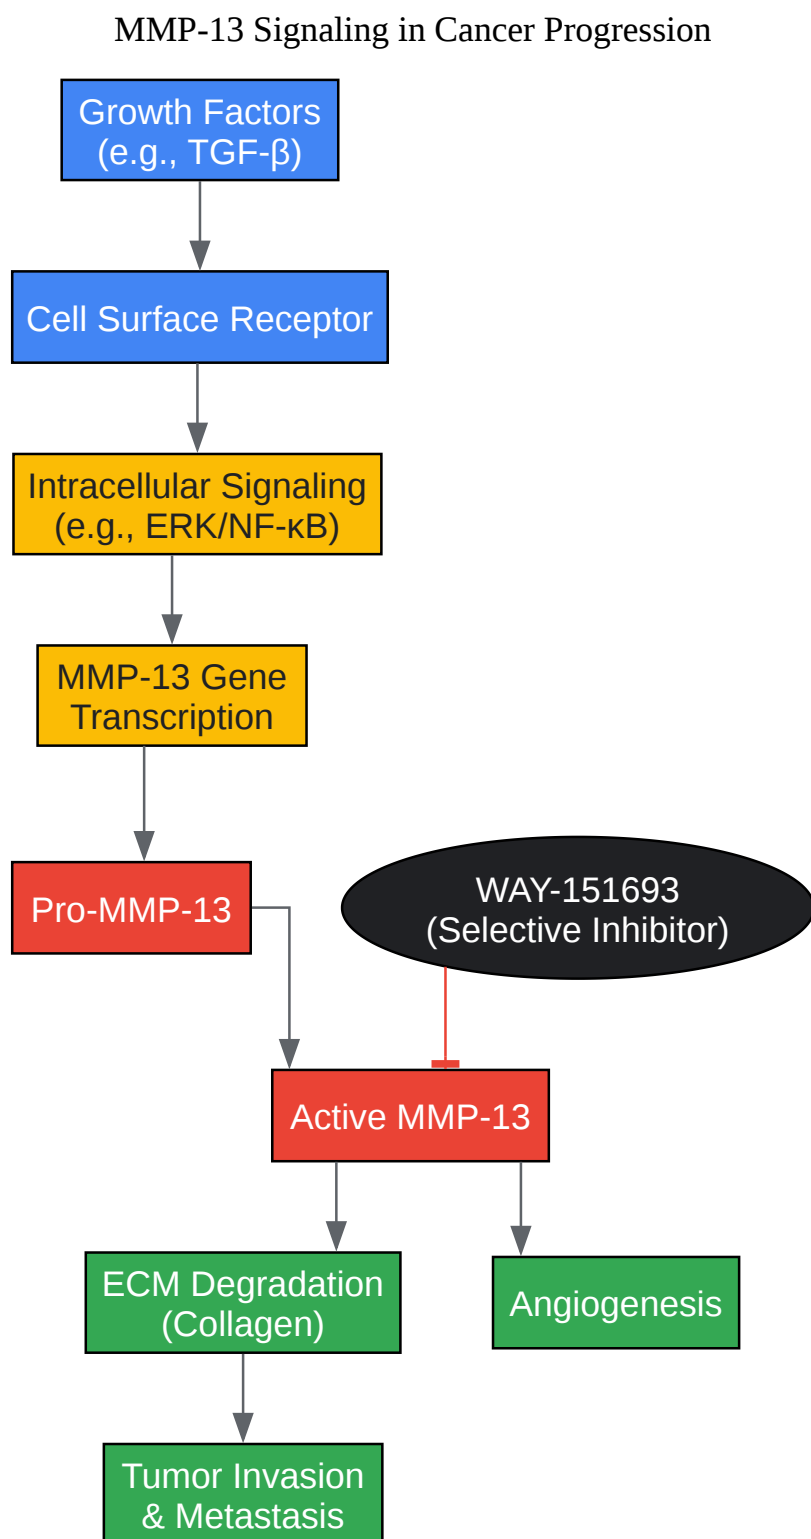 MMP-13 Signaling in Cancer Progression
Growth Factors
(e.g., TGF-β)
Cell Surface Receptor
Intracellular Signaling
(e.g., ERK/NF-κB)
MMP-13 Gene
Transcription
Pro-MMP-13
WAY-151693
(Selective Inhibitor)
Active MMP-13
ECM Degradation
(Collagen)
Angiogenesis
Tumor Invasion
& Metastasis